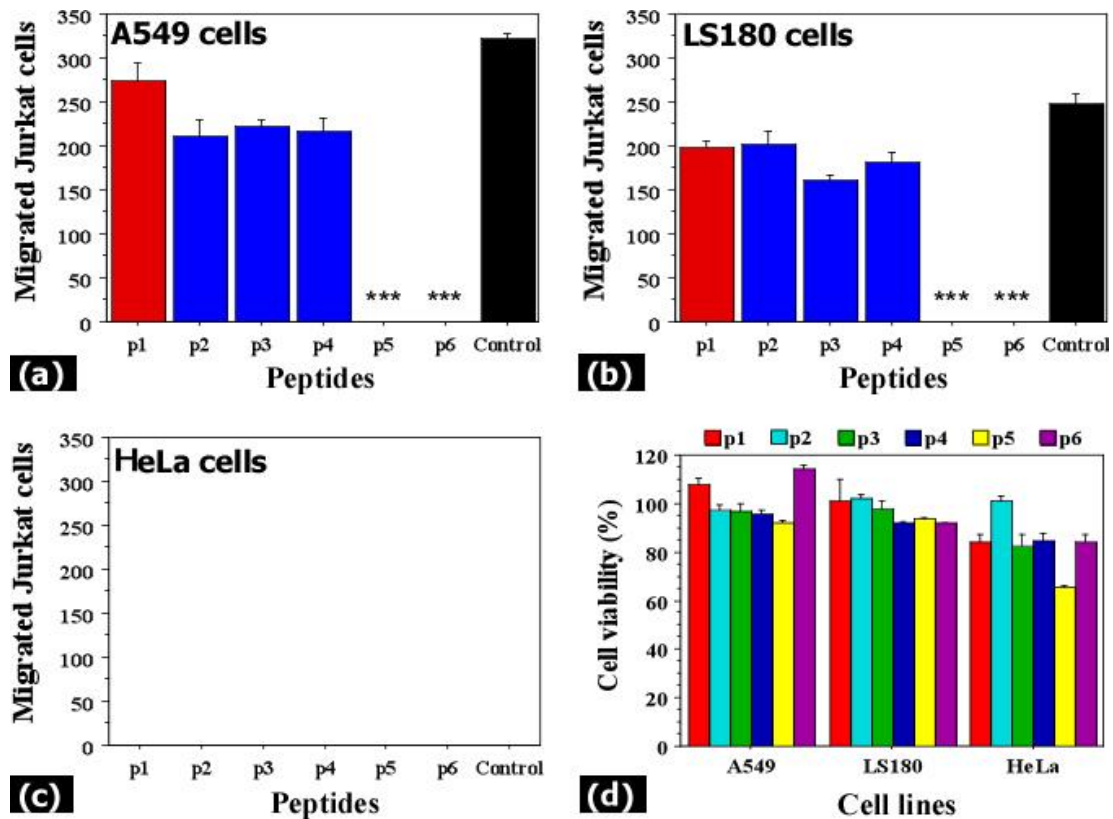 A549 cells
Migrated Jurkat cells
350
300
250
200
150
100
50
0
*** ***
p1 p2 p3 p4 p5 p6 Control
Peptides
(a)
LS180 cells
Migrated Jurkat cells
350
300
250
200
150
100
50
0
*** ***
p1 p2 p3 p4 p5 p6 Control
Peptides
(b)
HeLa cells
Migrated Jurkat cells
350
300
250
200
150
100
50
0
p1 p2 p3 p4 p5 p6 Control
Peptides
(c)
p1 p2 p3 p4 p5 p6
Cell viability (%)
120
100
80
60
40
20
0
A549 LS180 HeLa
Cell lines
(d)